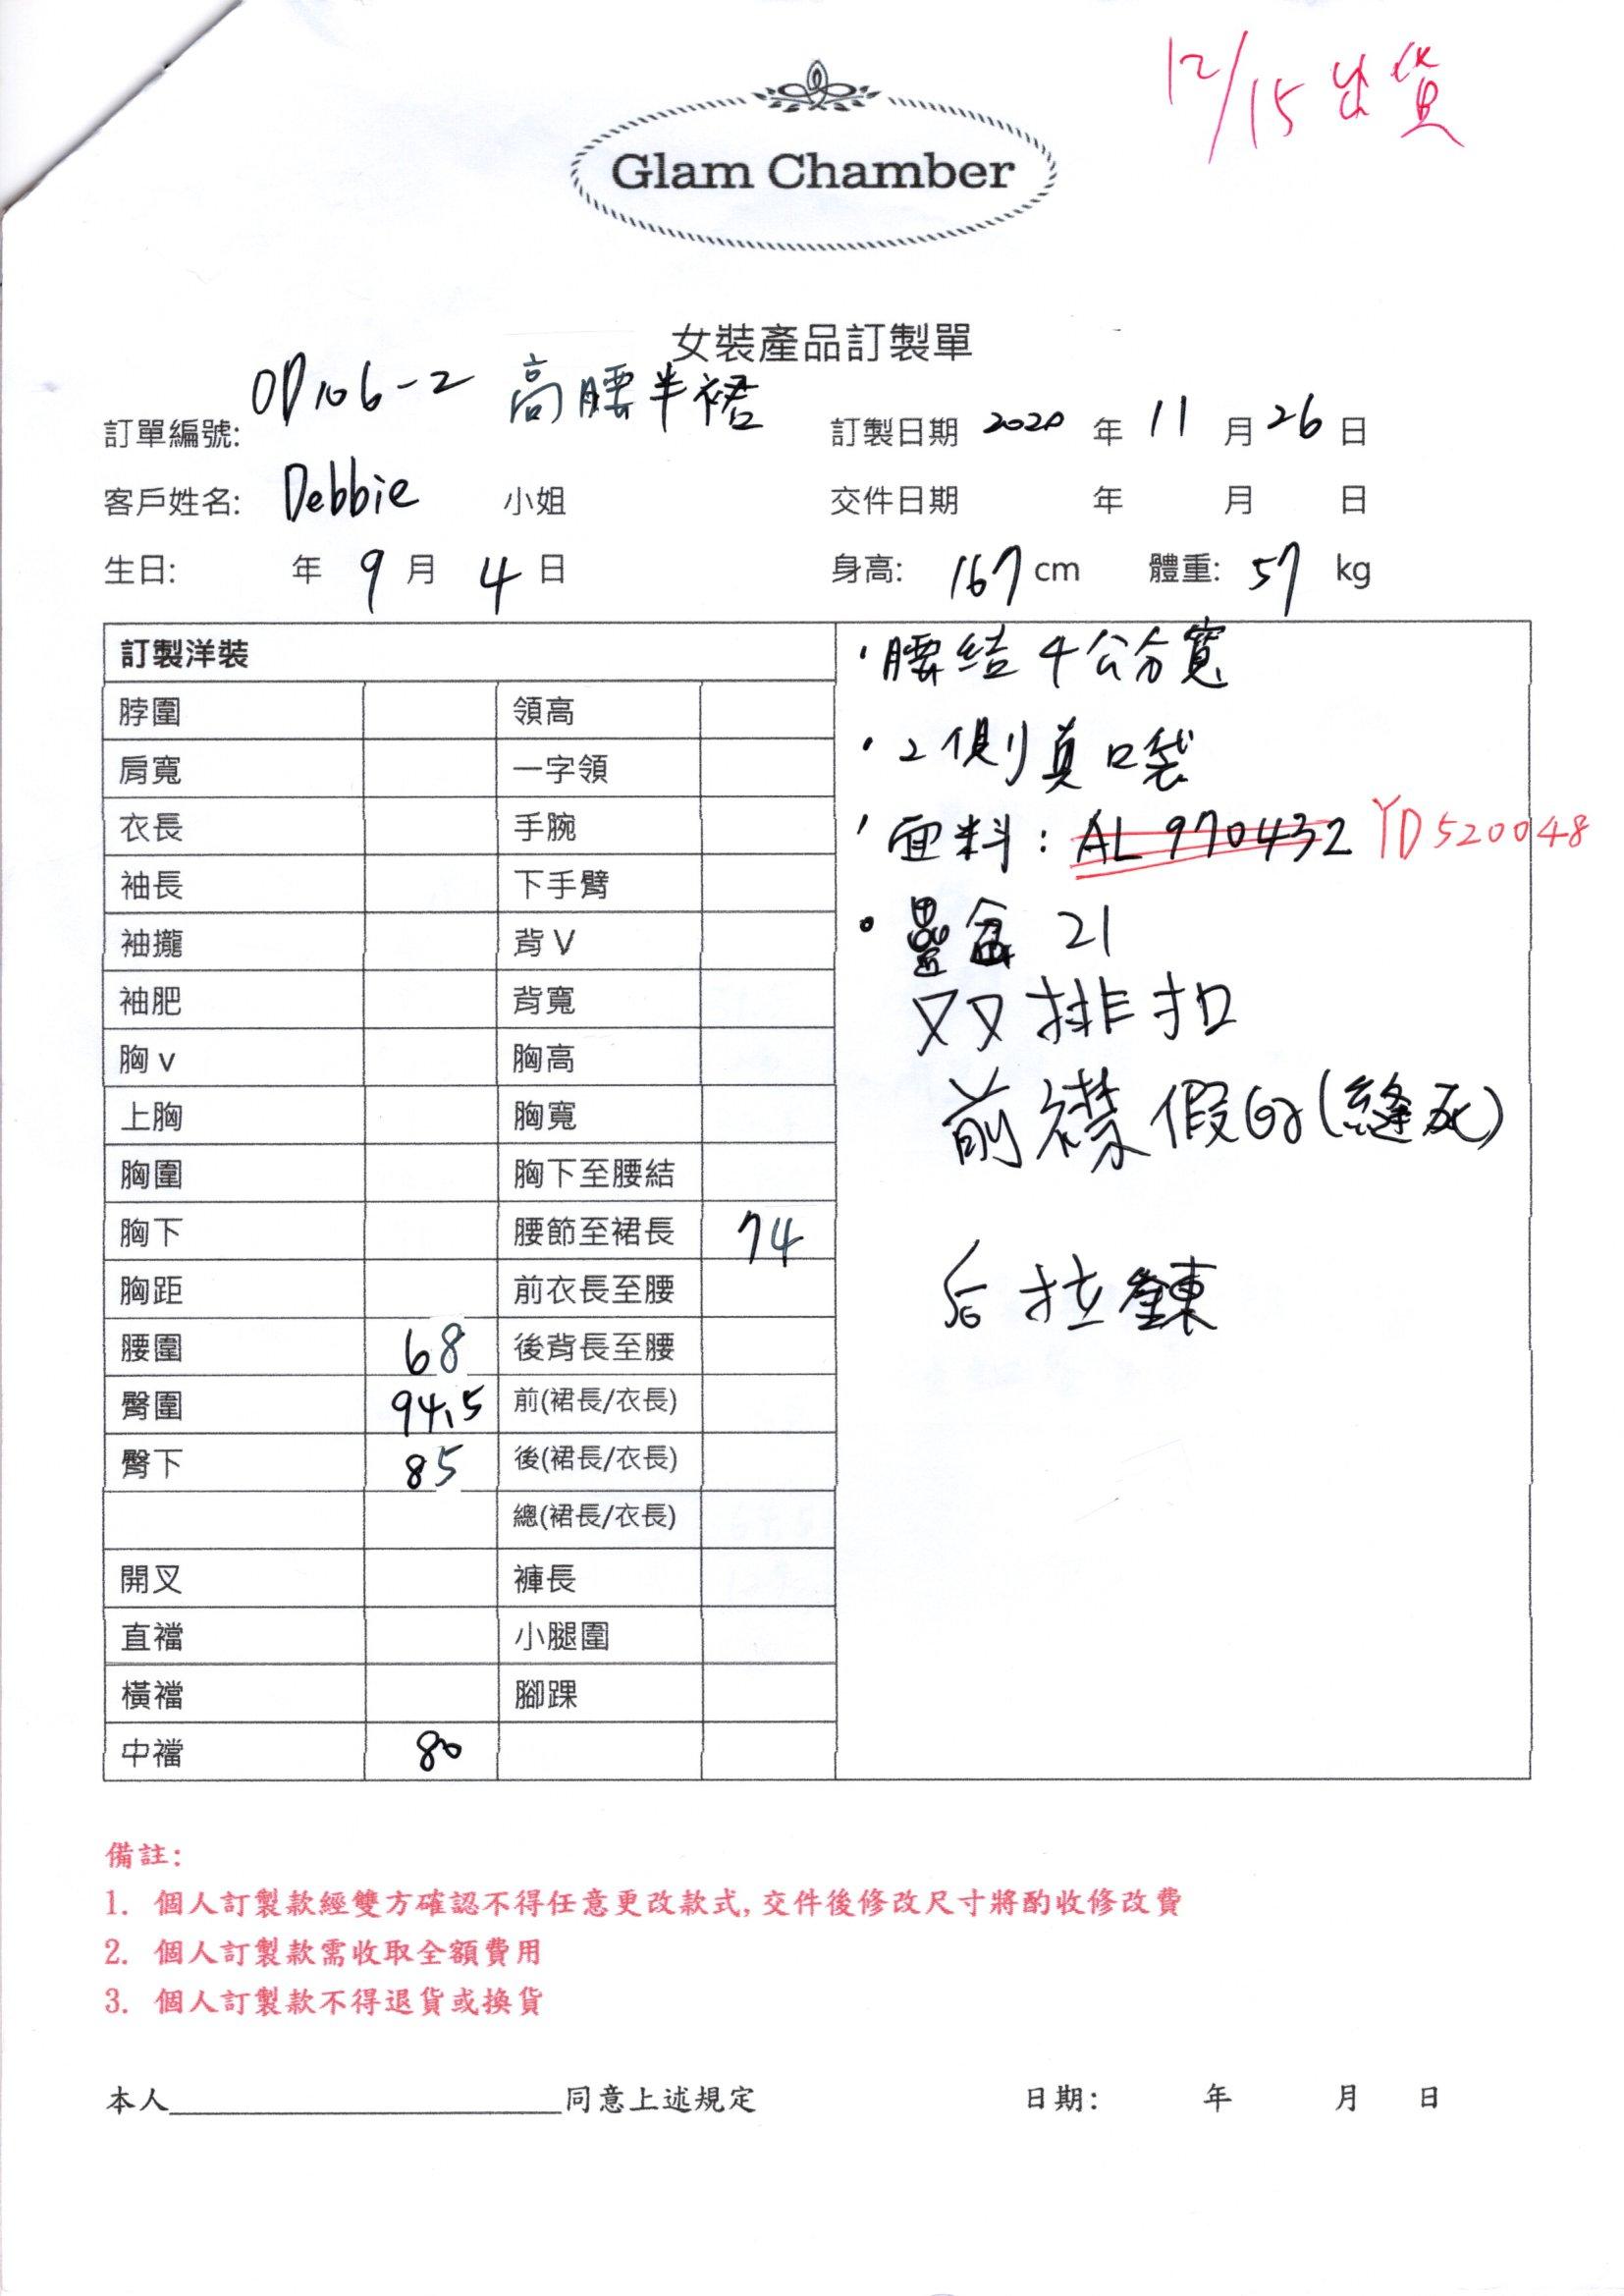 12/15 出貨
Glam Chamber
女裝產品訂製單
訂單編號: OP106-2 高腰半裙 訂製日期 2020 年 11 月 26 日
客戶姓名: Debbie 小姐 交件日期 年 月 日
生日: 年 9 月 4 日 身高: 167 cm 體重: 57 kg
訂製洋裝
脖圍 領高
肩寬 一字領
衣長 手腕
袖長 下手臂
袖攏 背V
袖肥 背寬
胸v 胸高
上胸 胸寬
胸圍 胸下至腰結
胸下 腰節至裙長 74
胸距 前衣長至腰
腰圍 68 後背長至腰
臀圍 94.5 前(裙長/衣長)
臀下 85 後(裙長/衣長)
總(裙長/衣長)
開叉 褲長
直襠 小腿圍
橫襠 腳踝
中襠 80
·腰結4公分寬
·2側真口袋
·面料: AL 970432 YD520048
· 21
双排扣
前襟假的(縫死)
后拉鍊
備註:
1. 個人訂製款經雙方確認不得任意更改款式,交件後修改尺寸將酌收修改費
2. 個人訂製款需收取全額費用
3. 個人訂製款不得退貨或換貨
本人____________________同意上述規定 日期: 年 月 日